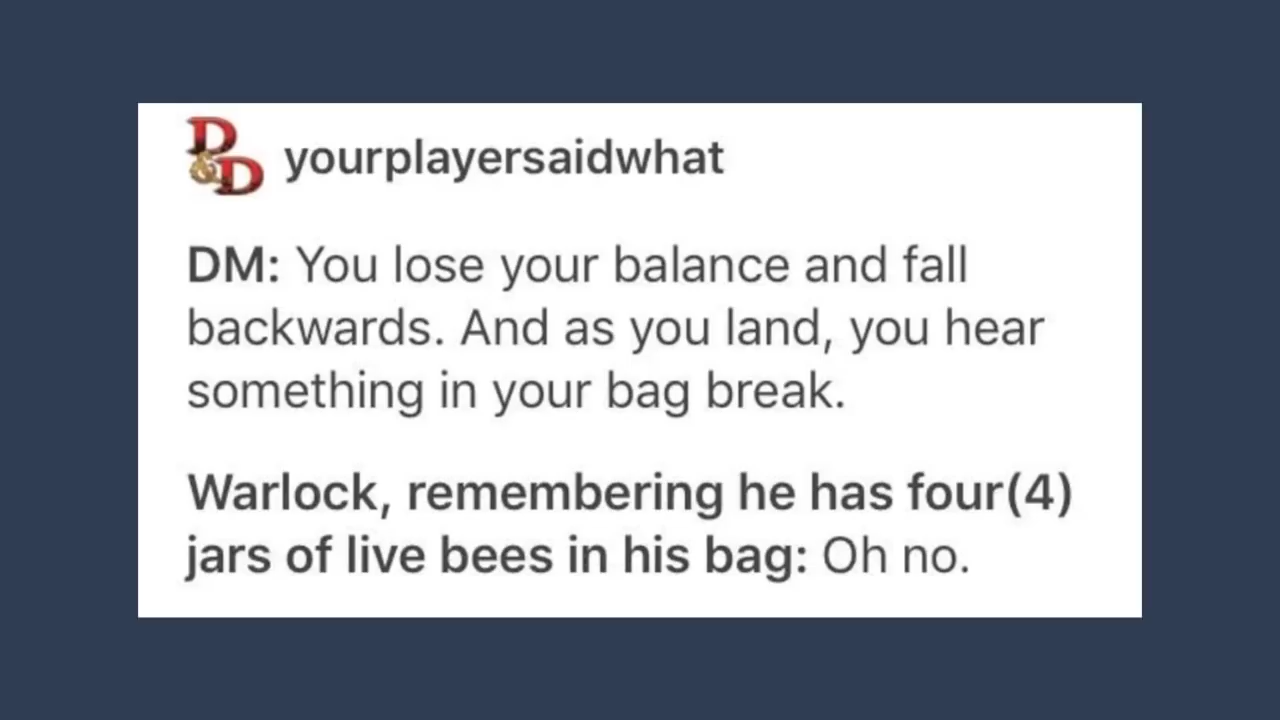 D&D
yourplayersaidwhat
DM: You lose your balance and fall
backwards. And as you land, you hear
something in your bag break.
Warlock, remembering he has four(4)
jars of live bees in his bag: Oh no.